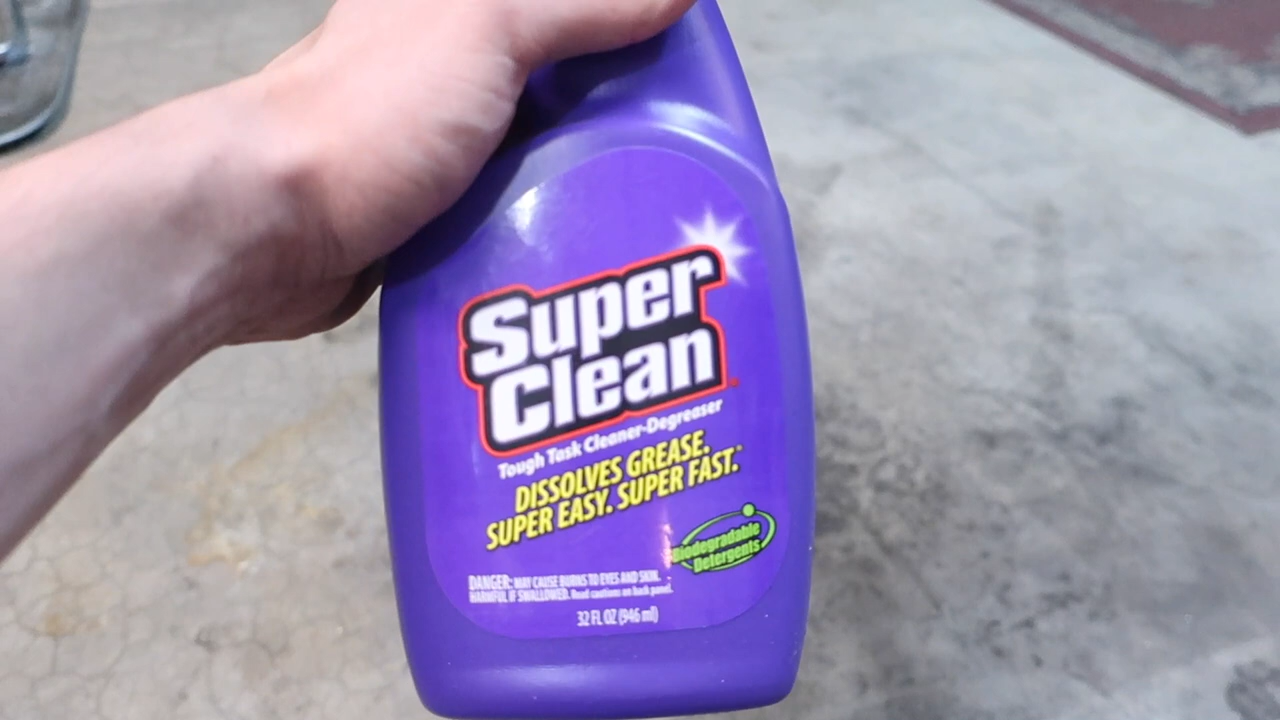 Super
Clean
Tough Task Cleaner-Degreaser
DISSOLVES GREASE.
SUPER EASY. SUPER FAST.™
Biodegradable
Detergents
DANGER: MAY CAUSE BURNS TO EYES AND SKIN.
HARMFUL IF SWALLOWED. Read cautions on back panel.
32 FL OZ (946 ml)